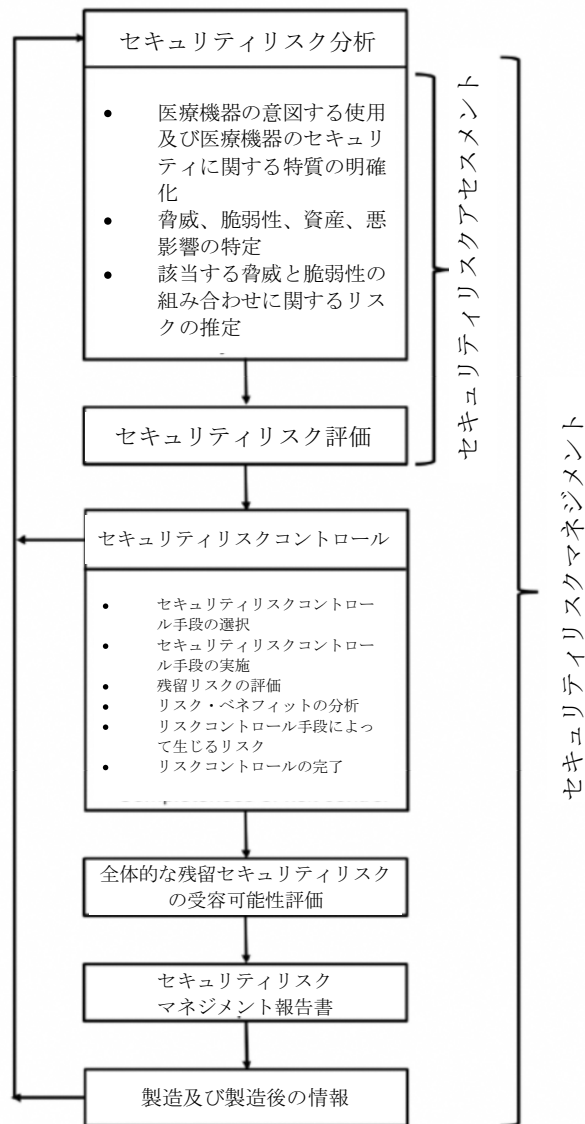 セキュリティリスク分析
● 医療機器の意図する使用
及び医療機器のセキュリ
ティに関する特質の明確
化
● 脅威、脆弱性、資産、悪
影響の特定
● 該当する脅威と脆弱性の
組み合わせに関するリス
クの推定
セキュリティリスク評価
セキュリティリスクアセスメント
セキュリティリスクコントロール
● セキュリティリスクコントロー
ル手段の選択
● セキュリティリスクコントロー
ル手段の実施
● 残留リスクの評価
● リスク・ベネフィットの分析
● リスクコントロール手段によっ
て生じるリスク
● リスクコントロールの完了
全体的な残留セキュリティリスク
の受容可能性評価
セキュリティリスク
マネジメント報告書
製造及び製造後の情報
セキュリティリスクマネジメント